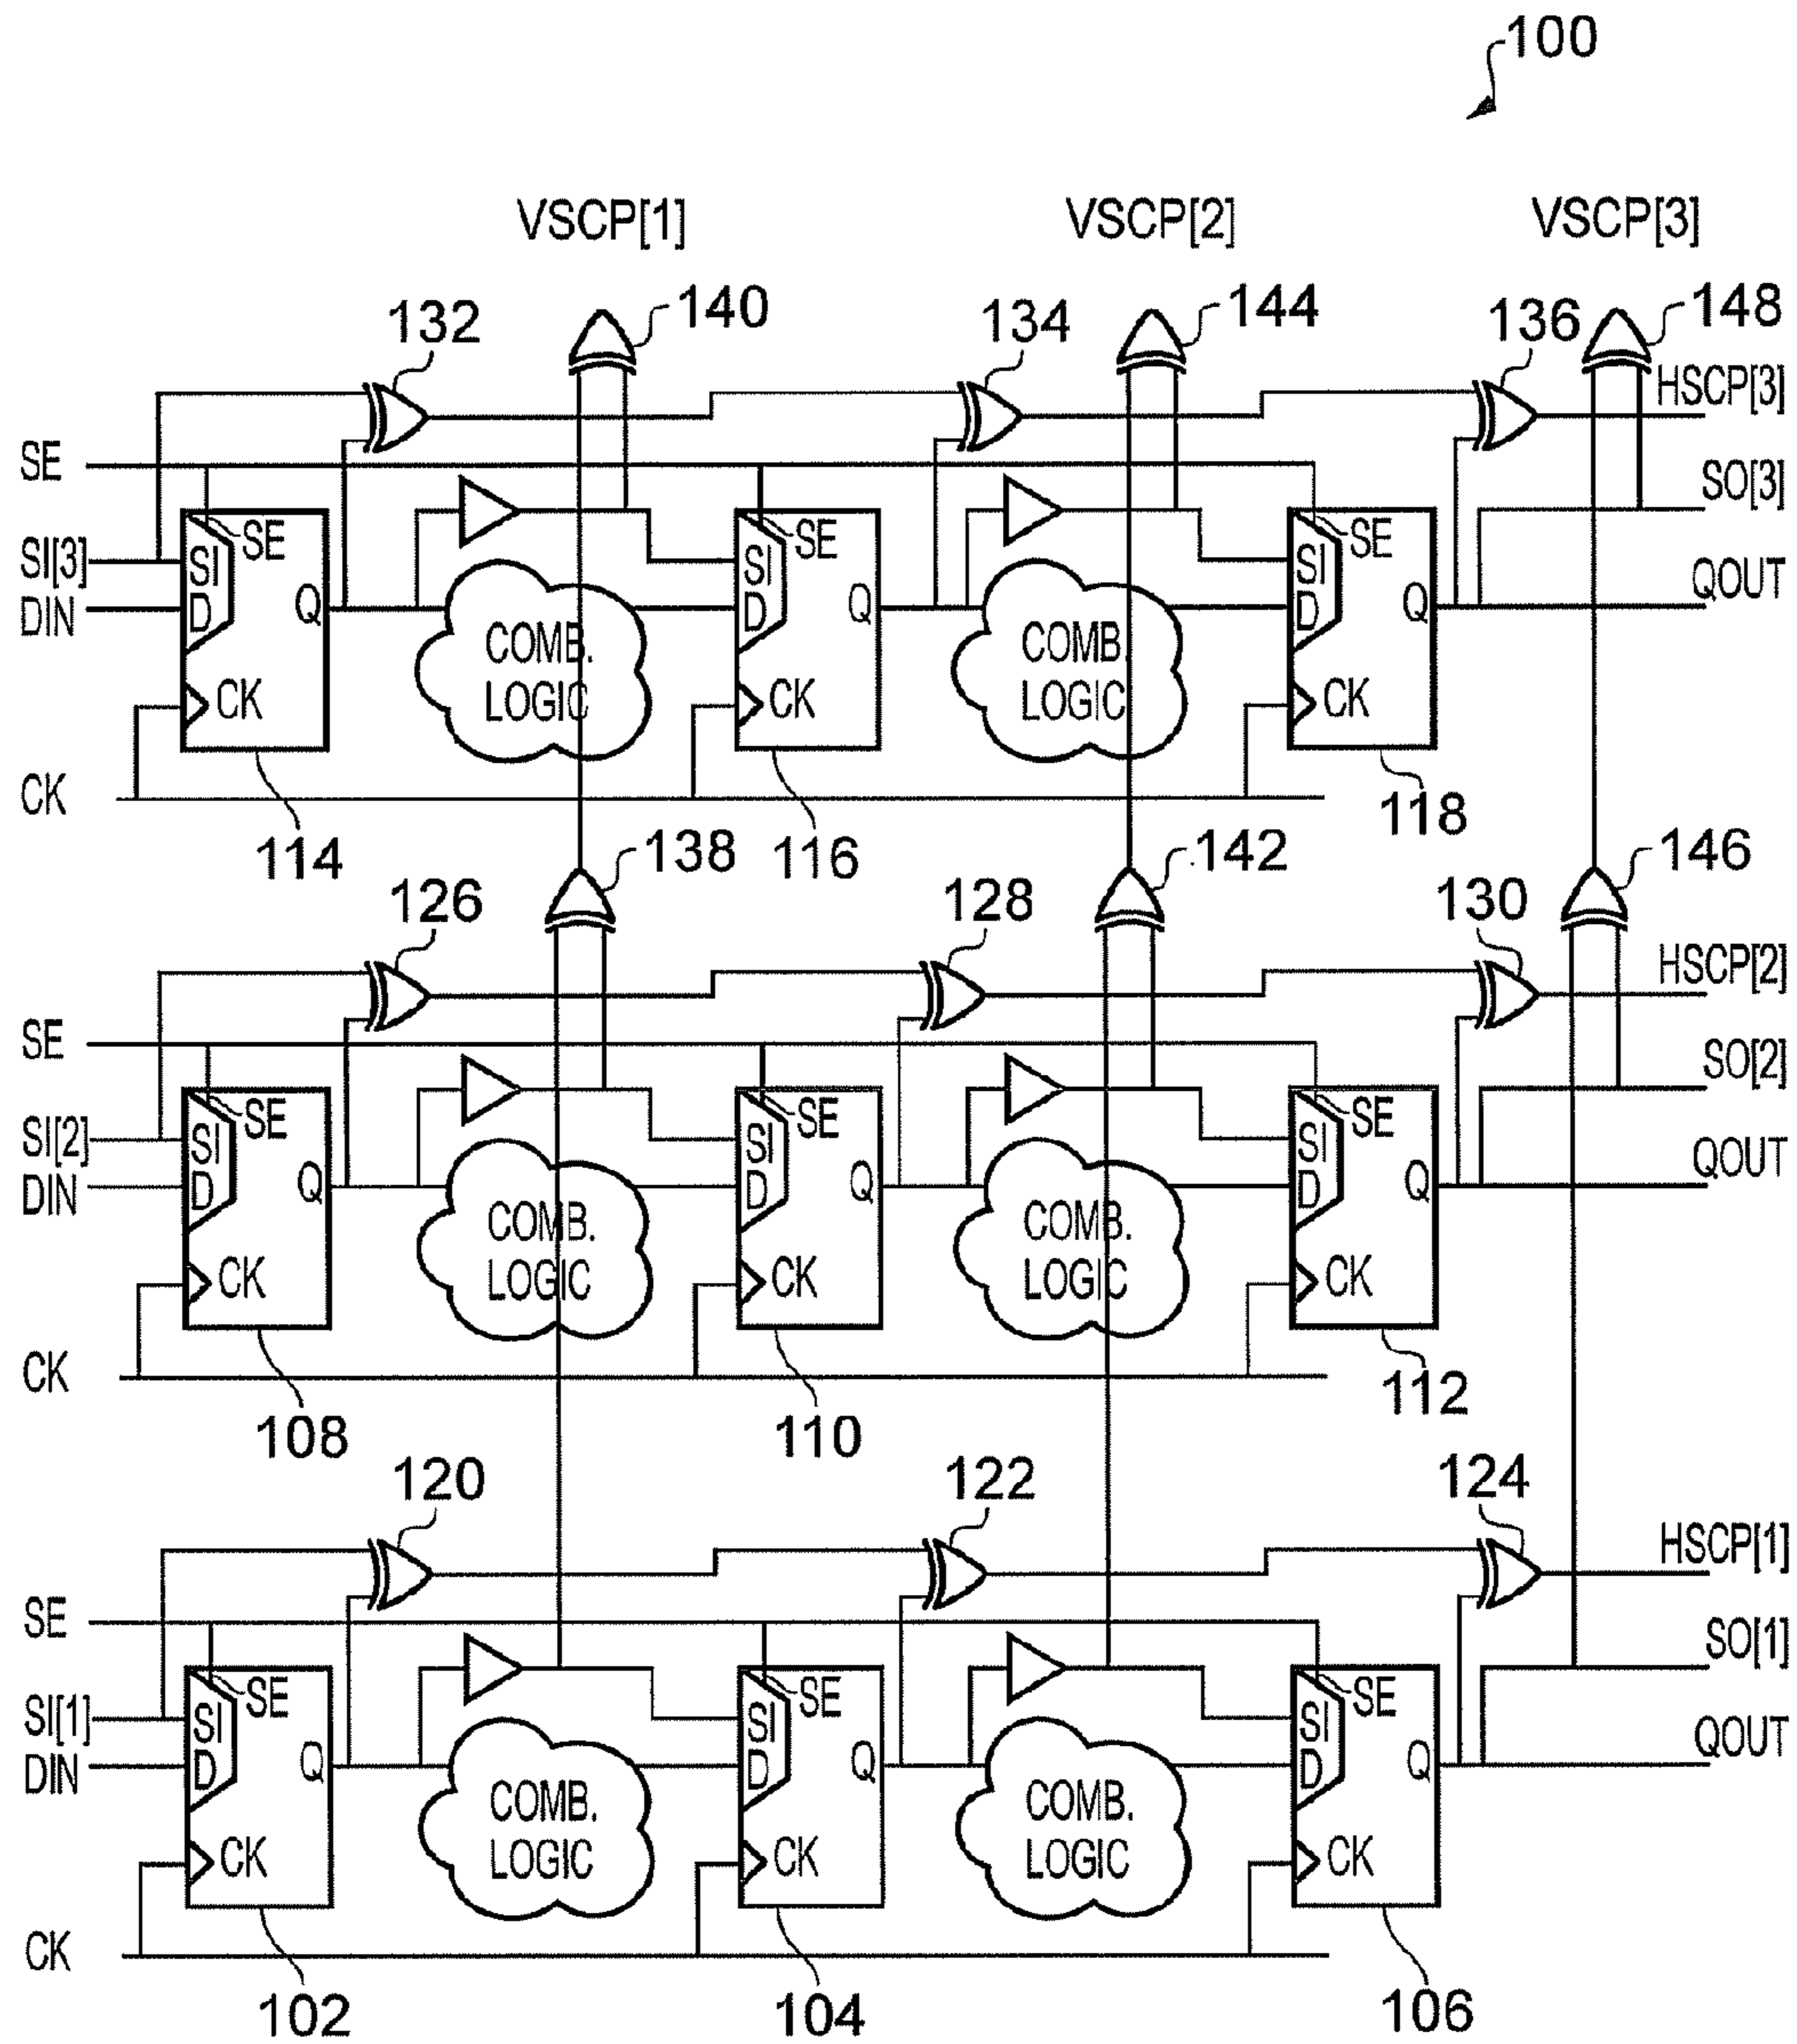 100
VSCP[1] VSCP[2] VSCP[3]
132 140 134 144 136 148
HSCP[3]
SE
SO[3]
SE SE SE
SI[3] SI SI SI
QOUT
DIN D Q D Q D Q
COMB. LOGIC COMB. LOGIC
CK CK CK
CK
114 116 118
138 142 146
126 128 130
HSCP[2]
SE
SO[2]
SE SE SE
SI[2] SI SI SI
QOUT
DIN D Q D Q D Q
COMB. LOGIC COMB. LOGIC
CK CK CK
CK
108 110 112
120 122 124
HSCP[1]
SE
SO[1]
SE SE SE
SI[1] SI SI SI
QOUT
DIN D Q D Q D Q
COMB. LOGIC COMB. LOGIC
CK CK CK
CK
102 104 106